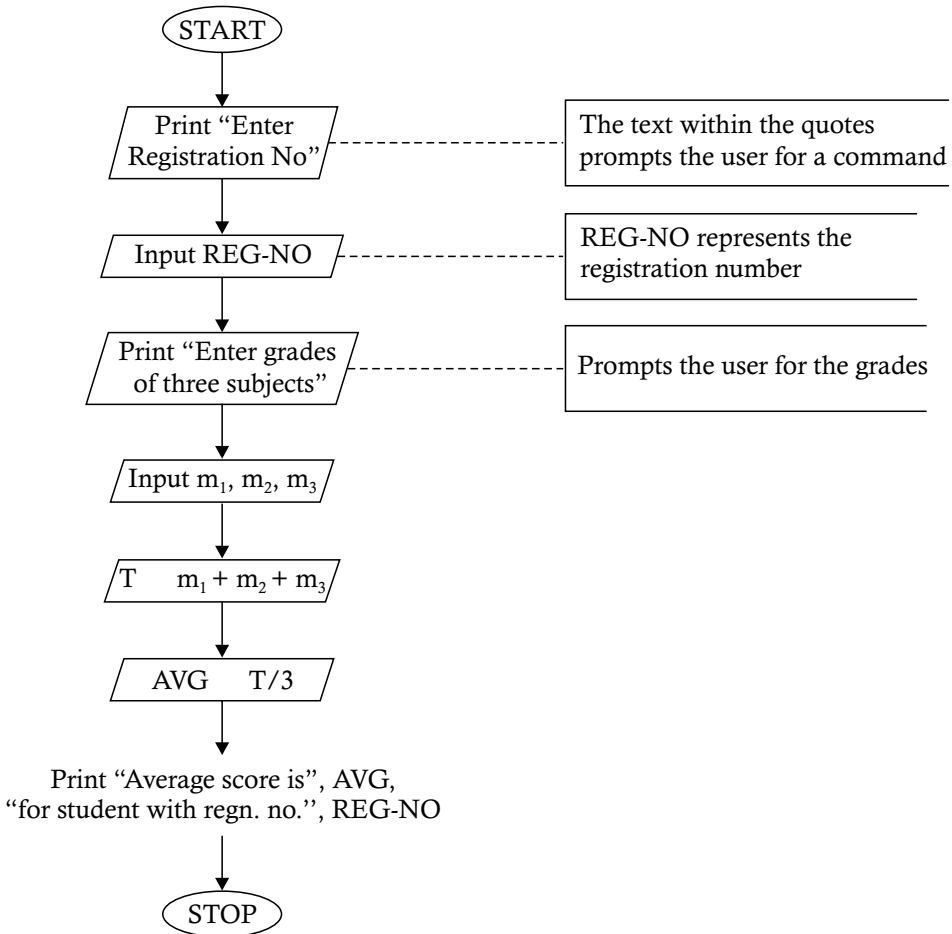 START
Print “Enter
Registration No”
The text within the quotes
prompts the user for a command
Input REG-NO
REG-NO represents the
registration number
Print “Enter grades
of three subjects”
Prompts the user for the grades
Input m₁, m₂, m₃
T m₁ + m₂ + m₃
AVG T/3
Print “Average score is”, AVG,
“for student with regn. no.”, REG-NO
STOP